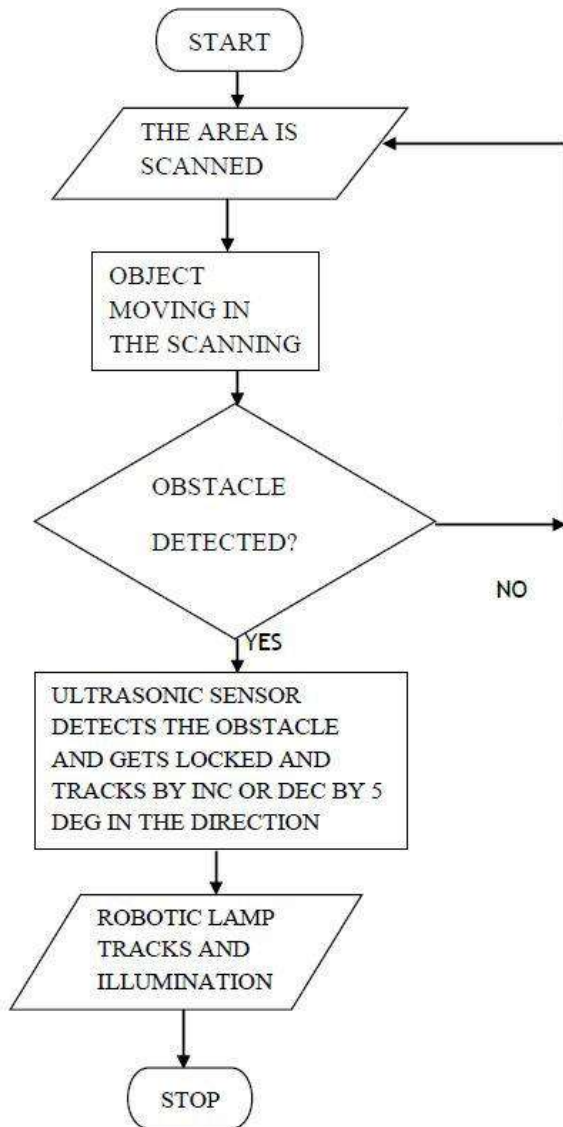 START
THE AREA IS
SCANNED
OBJECT
MOVING IN
THE SCANNING
OBSTACLE
DETECTED?
NO
YES
ULTRASONIC SENSOR
DETECTS THE OBSTACLE
AND GETS LOCKED AND
TRACKS BY INC OR DEC BY 5
DEG IN THE DIRECTION
ROBOTIC LAMP
TRACKS AND
ILLUMINATION
STOP